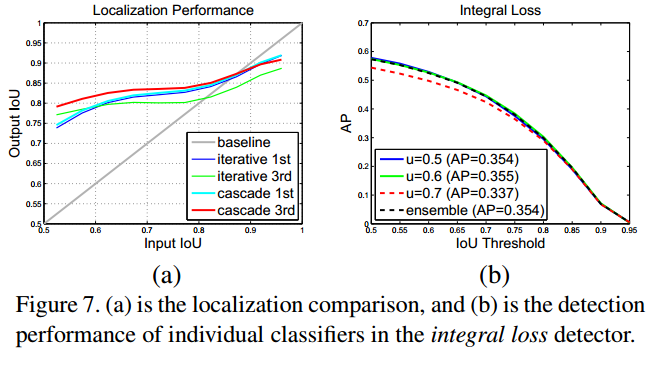 Localization Performance
1
0.95
0.9
0.85
0.8
0.75
0.7
0.65
0.6
0.55
0.5
Output IoU
baseline
iterative 1st
iterative 3rd
cascade 1st
cascade 3rd
0.5 0.6 0.7 0.8 0.9 1
Input IoU
(a)
Integral Loss
0.7
0.6
0.5
0.4
0.3
0.2
0.1
0
AP
u=0.5 (AP=0.354)
u=0.6 (AP=0.355)
u=0.7 (AP=0.337)
ensemble (AP=0.354)
0.5 0.55 0.6 0.65 0.7 0.75 0.8 0.85 0.9 0.95
IoU Threshold
(b)
Figure 7. (a) is the localization comparison, and (b) is the detection
performance of individual classifiers in the integral loss detector.